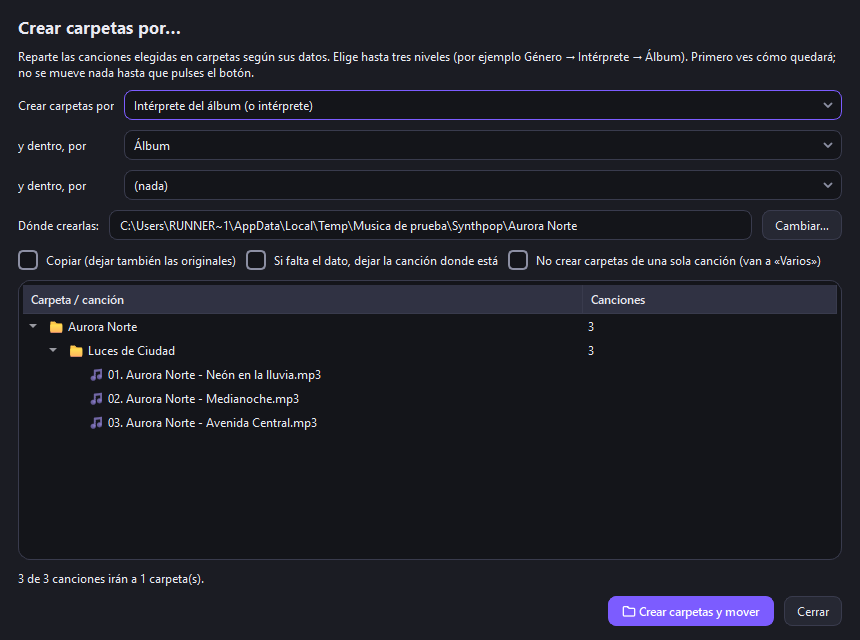 Crear carpetas por...
Reparte las canciones elegidas en carpetas según sus datos. Elige hasta tres niveles (por ejemplo Género → Intérprete → Álbum). Primero ves cómo quedará;
no se mueve nada hasta que pulses el botón.
Crear carpetas por Intérprete del álbum (o intérprete)
y dentro, por Álbum
y dentro, por (nada)
Dónde crearlas: C:\Users\RUNNER~1\AppData\Local\Temp\Musica de prueba\Synthpop\Aurora Norte Cambiar...
Copiar (dejar también las originales) Si falta el dato, dejar la canción donde está No crear carpetas de una sola canción (van a «Varios»)
Carpeta / canción Canciones
Aurora Norte 3
Luces de Ciudad 3
01. Aurora Norte - Neón en la lluvia.mp3
02. Aurora Norte - Medianoche.mp3
03. Aurora Norte - Avenida Central.mp3
3 de 3 canciones irán a 1 carpeta(s).
Crear carpetas y mover Cerrar